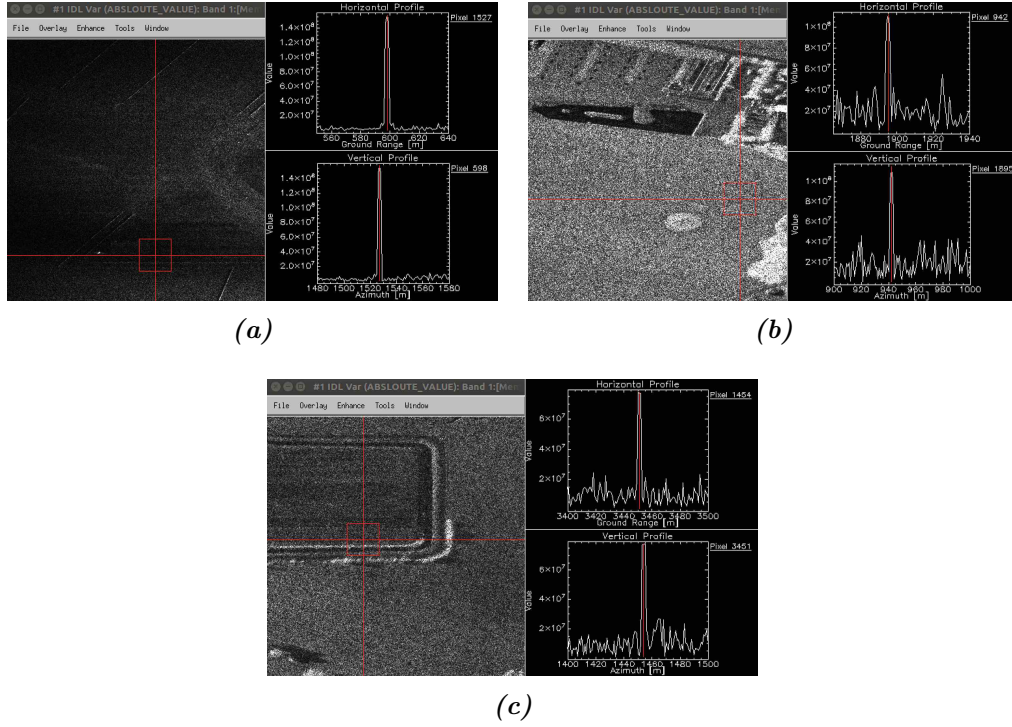 #1 IDL Var (ABSLOUTE_VALUE): Band 1:[Mem
File Overlay Enhance Tools Window
Horizontal Profile
Pixel 1527
Value
1.4×10⁸
1.2×10⁸
1.0×10⁸
8.0×10⁷
6.0×10⁷
4.0×10⁷
2.0×10⁷
560 580 600 620 640
Ground Range [m]
Vertical Profile
Pixel 598
Value
1.4×10⁸
1.2×10⁸
1.0×10⁸
8.0×10⁷
6.0×10⁷
4.0×10⁷
2.0×10⁷
1480 1500 1520 1540 1560 1580
Azimuth [m]
(a)
#1 IDL Var (ABSLOUTE_VALUE): Band 1:[Me
File Overlay Enhance Tools Window
Horizontal Profile
Pixel 942
Value
1×10⁸
8×10⁷
6×10⁷
4×10⁷
2×10⁷
1880 1900 1920 1940
Ground Range [m]
Vertical Profile
Pixel 1895
Value
1×10⁸
8×10⁷
6×10⁷
4×10⁷
2×10⁷
900 920 940 960 980 1000
Azimuth [m]
(b)
#1 IDL Var (ABSLOUTE_VALUE): Band 1:[Mem
File Overlay Enhance Tools Window
Horizontal Profile
Pixel 1454
Value
6×10⁷
4×10⁷
2×10⁷
3400 3420 3440 3460 3480 3500
Ground Range [m]
Vertical Profile
Pixel 3451
Value
6×10⁷
4×10⁷
2×10⁷
1400 1420 1440 1460 1480 1500
Azimuth [m]
(c)